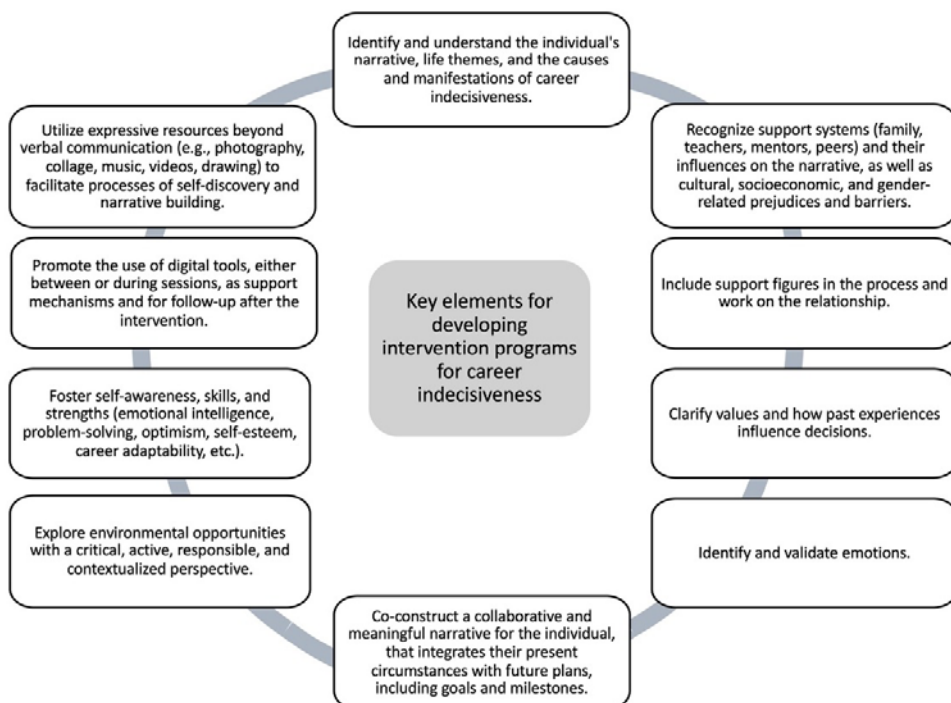 Identify and understand the individual's
narrative, life themes, and the causes
and manifestations of career
indecisiveness.
Recognize support systems (family,
teachers, mentors, peers) and their
influences on the narrative, as well as
cultural, socioeconomic, and gender-
related prejudices and barriers.
Include support figures in the process and
work on the relationship.
Clarify values and how past experiences
influence decisions.
Identify and validate emotions.
Co-construct a collaborative and
meaningful narrative for the individual,
that integrates their present
circumstances with future plans,
including goals and milestones.
Explore environmental opportunities
with a critical, active, responsible, and
contextualized perspective.
Foster self-awareness, skills, and
strengths (emotional intelligence,
problem-solving, optimism, self-esteem,
career adaptability, etc.).
Promote the use of digital tools, either
between or during sessions, as support
mechanisms and for follow-up after the
intervention.
Utilize expressive resources beyond
verbal communication (e.g., photography,
collage, music, videos, drawing) to
facilitate processes of self-discovery and
narrative building.
Key elements for
developing
intervention programs
for career
indecisiveness